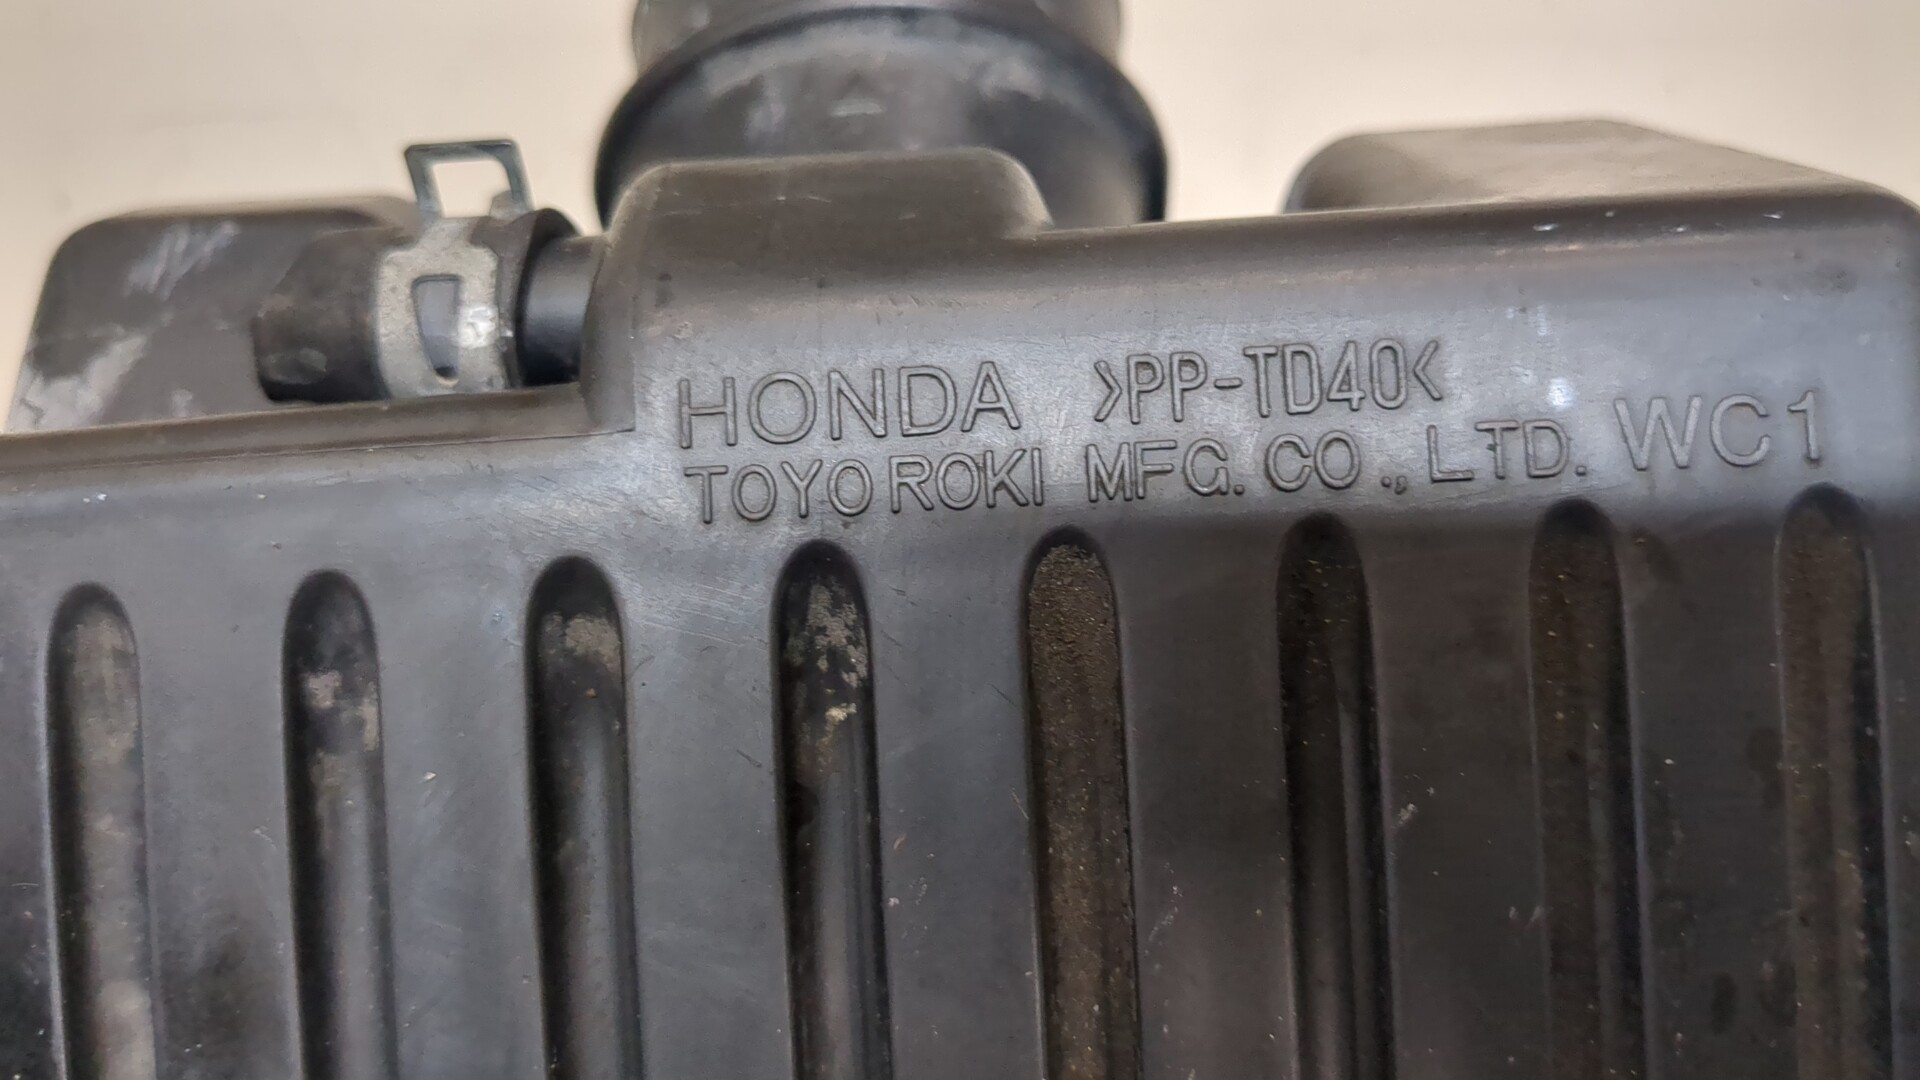 HONDA >PP-TD40<
TOYO ROKI MFG. CO., LTD. WC1